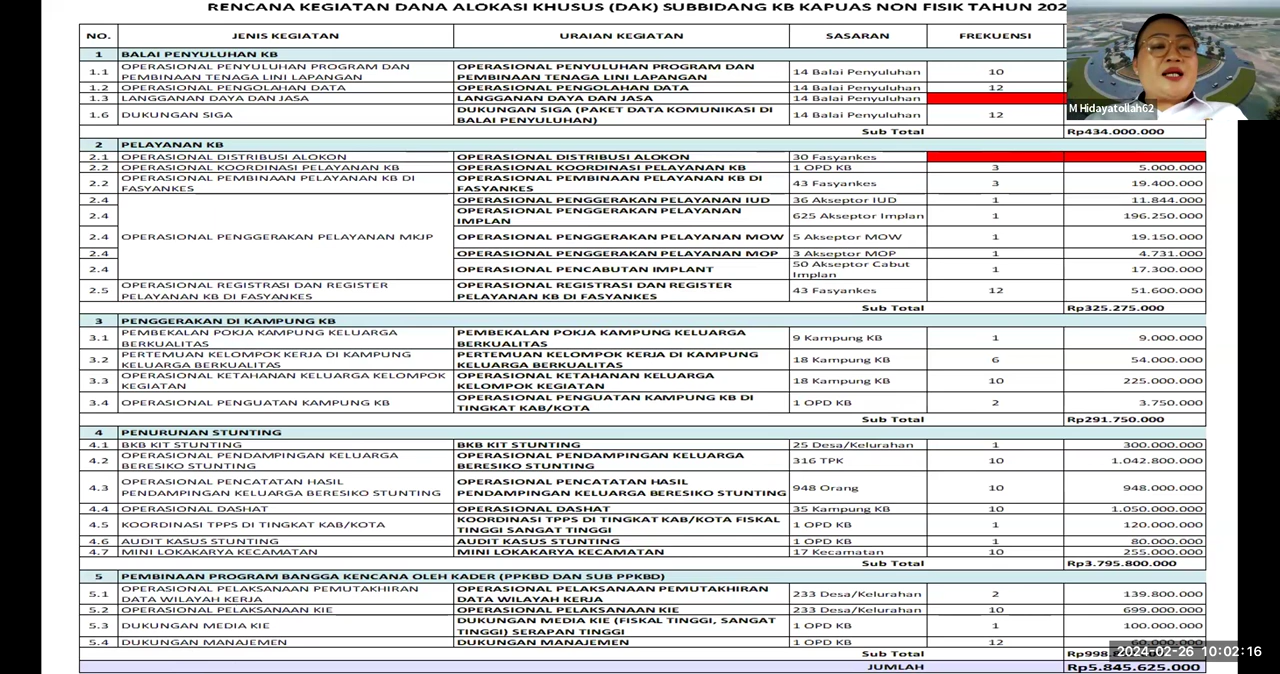 RENCANA KEGIATAN DANA ALOKASI KHUSUS (DAK) SUBBIDANG KB KAPUAS NON FISIK TAHUN 202
NO. JENIS KEGIATAN URAIAN KEGIATAN SASARAN FREKUENSI
M Hidayatollah62
1 BALAI PENYULUHAN KB
1.1 OPERASIONAL PENYULUHAN PROGRAM DAN PEMBINAAN TENAGA LINI LAPANGAN OPERASIONAL PENYULUHAN PROGRAM DAN PEMBINAAN TENAGA LINI LAPANGAN 14 Balai Penyuluhan 10
1.2 OPERASIONAL PENGOLAHAN DATA OPERASIONAL PENGOLAHAN DATA 14 Balai Penyuluhan 12
1.3 LANGGANAN DAYA DAN JASA LANGGANAN DAYA DAN JASA 14 Balai Penyuluhan
1.6 DUKUNGAN SIGA DUKUNGAN SIGA (PAKET DATA KOMUNIKASI DI BALAI PENYULUHAN) 14 Balai Penyuluhan 12
Sub Total Rp434.000.000
2 PELAYANAN KB
2.1 OPERASIONAL DISTRIBUSI ALOKON OPERASIONAL DISTRIBUSI ALOKON 30 Fasyankes
2.2 OPERASIONAL KOORDINASI PELAYANAN KB OPERASIONAL KOORDINASI PELAYANAN KB 1 OPD KB 3 5.000.000
2.2 OPERASIONAL PEMBINAAN PELAYANAN KB DI FASYANKES OPERASIONAL PEMBINAAN PELAYANAN KB DI FASYANKES 43 Fasyankes 3 19.400.000
2.4 OPERASIONAL PENGGERAKAN PELAYANAN IUD 36 Akseptor IUD 1 11.844.000
2.4 OPERASIONAL PENGGERAKAN PELAYANAN IMPLAN 625 Akseptor Implan 1 196.250.000
2.4 OPERASIONAL PENGGERAKAN PELAYANAN MKJP OPERASIONAL PENGGERAKAN PELAYANAN MOW 5 Akseptor MOW 1 19.150.000
2.4 OPERASIONAL PENGGERAKAN PELAYANAN MOP 3 Akseptor MOP 1 4.731.000
2.4 OPERASIONAL PENCABUTAN IMPLANT 50 Akseptor Cabut Implan 1 17.300.000
2.5 OPERASIONAL REGISTRASI DAN REGISTER PELAYANAN KB DI FASYANKES OPERASIONAL REGISTRASI DAN REGISTER PELAYANAN KB DI FASYANKES 43 Fasyankes 12 51.600.000
Sub Total Rp325.275.000
3 PENGGERAKAN DI KAMPUNG KB
3.1 PEMBEKALAN POKJA KAMPUNG KELUARGA BERKUALITAS PEMBEKALAN POKJA KAMPUNG KELUARGA BERKUALITAS 9 Kampung KB 1 9.000.000
3.2 PERTEMUAN KELOMPOK KERJA DI KAMPUNG KELUARGA BERKUALITAS PERTEMUAN KELOMPOK KERJA DI KAMPUNG KELUARGA BERKUALITAS 18 Kampung KB 6 54.000.000
3.3 OPERASIONAL KETAHANAN KELUARGA KELOMPOK KEGIATAN OPERASIONAL KETAHANAN KELUARGA KELOMPOK KEGIATAN 18 Kampung KB 10 225.000.000
3.4 OPERASIONAL PENGUATAN KAMPUNG KB OPERASIONAL PENGUATAN KAMPUNG KB DI TINGKAT KAB/KOTA 1 OPD KB 2 3.750.000
Sub Total Rp291.750.000
4 PENURUNAN STUNTING
4.1 BKB KIT STUNTING BKB KIT STUNTING 25 Desa/Kelurahan 1 300.000.000
4.2 OPERASIONAL PENDAMPINGAN KELUARGA BERESIKO STUNTING OPERASIONAL PENDAMPINGAN KELUARGA BERESIKO STUNTING 316 TPK 10 1.042.800.000
4.3 OPERASIONAL PENCATATAN HASIL PENDAMPINGAN KELUARGA BERESIKO STUNTING OPERASIONAL PENCATATAN HASIL PENDAMPINGAN KELUARGA BERESIKO STUNTING 948 Orang 10 948.000.000
4.4 OPERASIONAL DASHAT OPERASIONAL DASHAT 35 Kampung KB 10 1.050.000.000
4.5 KOORDINASI TPPS DI TINGKAT KAB/KOTA KOORDINASI TPPS DI TINGKAT KAB/KOTA FISKAL TINGGI SANGAT TINGGI 1 OPD KB 1 120.000.000
4.6 AUDIT KASUS STUNTING AUDIT KASUS STUNTING 1 OPD KB 1 80.000.000
4.7 MINI LOKAKARYA KECAMATAN MINI LOKAKARYA KECAMATAN 17 Kecamatan 10 255.000.000
Sub Total Rp3.795.800.000
5 PEMBINAAN PROGRAM BANGGA KENCANA OLEH KADER (PPKBD DAN SUB PPKBD)
5.1 OPERASIONAL PELAKSANAAN PEMUTAKHIRAN DATA WILAYAH KERJA OPERASIONAL PELAKSANAAN PEMUTAKHIRAN DATA WILAYAH KERJA 233 Desa/Kelurahan 2 139.800.000
5.2 OPERASIONAL PELAKSANAAN KIE OPERASIONAL PELAKSANAAN KIE 233 Desa/Kelurahan 10 699.000.000
5.3 DUKUNGAN MEDIA KIE DUKUNGAN MEDIA KIE (FISKAL TINGGI, SANGAT TINGGI) SERAPAN TINGGI 1 OPD KB 1 100.000.000
5.4 DUKUNGAN MANAJEMEN DUKUNGAN MANAJEMEN 1 OPD KB 12 60.000.000
Sub Total Rp998.8
2024-02-26 10:02:16
JUMLAH Rp5.845.625.000